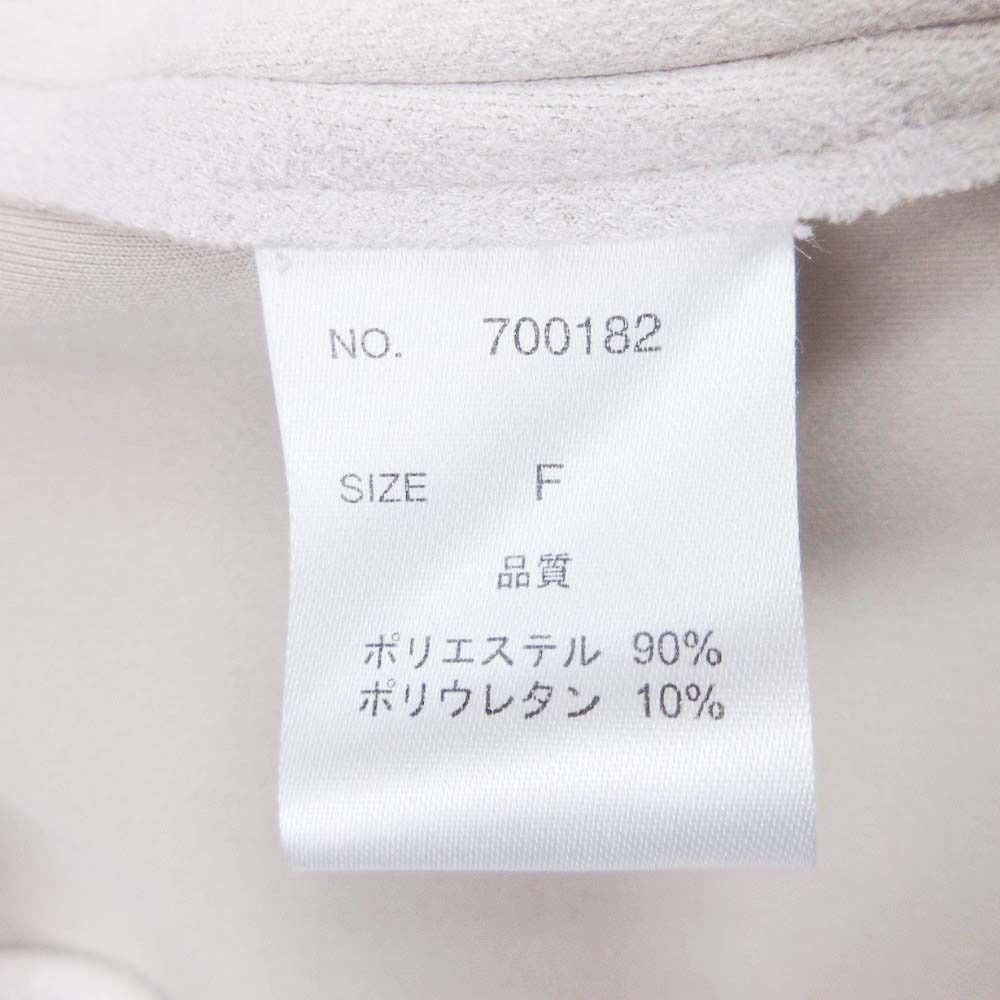 NO. 700182
SIZE F
品質
ポリエステル 90%
ポリウレタン 10%